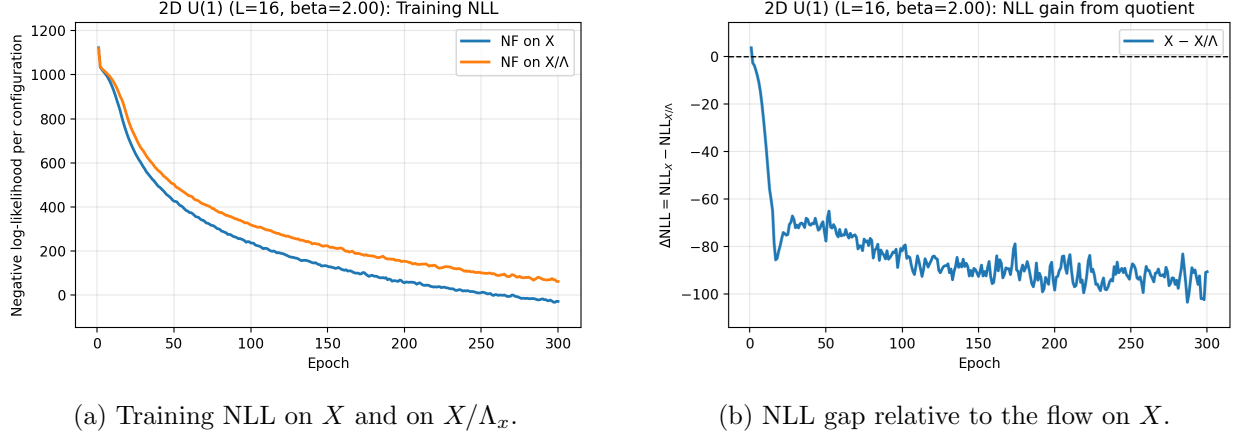 2D U(1) (L=16, beta=2.00): Training NLL
Negative log-likelihood per configuration
1200
1000
800
600
400
200
0
NF on X
NF on X/Λ
0 50 100 150 200 250 300
Epoch
(a) Training NLL on X and on X/Λₓ.
2D U(1) (L=16, beta=2.00): NLL gain from quotient
ΔNLL = NLL_X − NLL_{X/Λ}
0
−20
−40
−60
−80
−100
X − X/Λ
0 50 100 150 200 250 300
Epoch
(b) NLL gap relative to the flow on X.